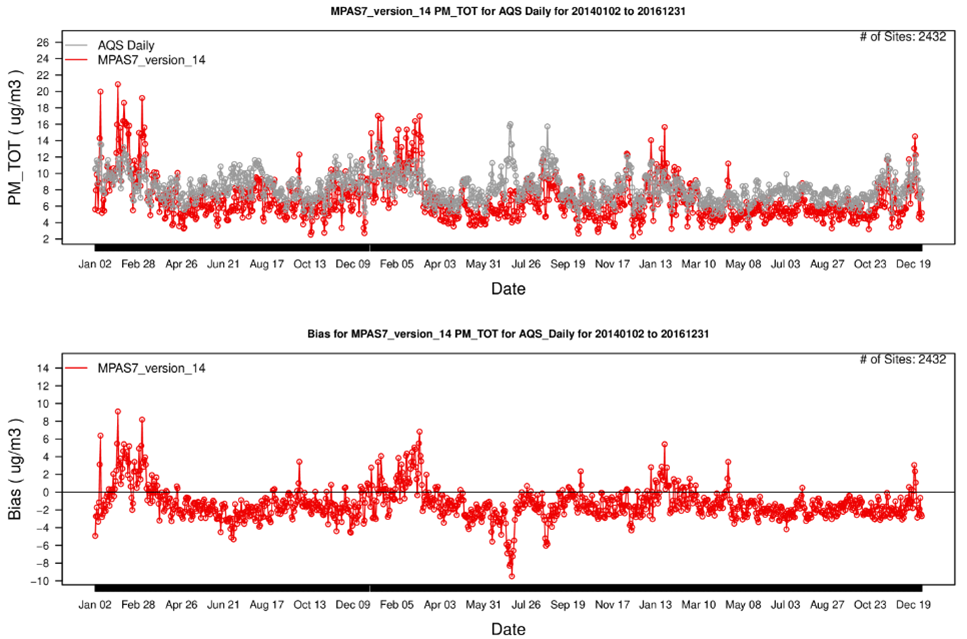 MPAS7_version_14 PM_TOT for AQS Daily for 20140102 to 20161231
# of Sites: 2432
AQS Daily
MPAS7_version_14
PM_TOT ( ug/m3 )
26
24
22
20
18
16
14
12
10
8
6
4
2
Jan 02 Feb 28 Apr 26 Jun 21 Aug 17 Oct 13 Dec 09 Feb 05 Apr 03 May 31 Jul 26 Sep 19 Nov 17 Jan 13 Mar 10 May 08 Jul 03 Aug 27 Oct 23 Dec 19
Date
Bias for MPAS7_version_14 PM_TOT for AQS_Daily for 20140102 to 20161231
# of Sites: 2432
MPAS7_version_14
Bias ( ug/m3 )
14
12
10
8
6
4
2
0
−2
−4
−6
−8
−10
Jan 02 Feb 28 Apr 26 Jun 21 Aug 17 Oct 13 Dec 09 Feb 05 Apr 03 May 31 Jul 26 Sep 19 Nov 17 Jan 13 Mar 10 May 08 Jul 03 Aug 27 Oct 23 Dec 19
Date